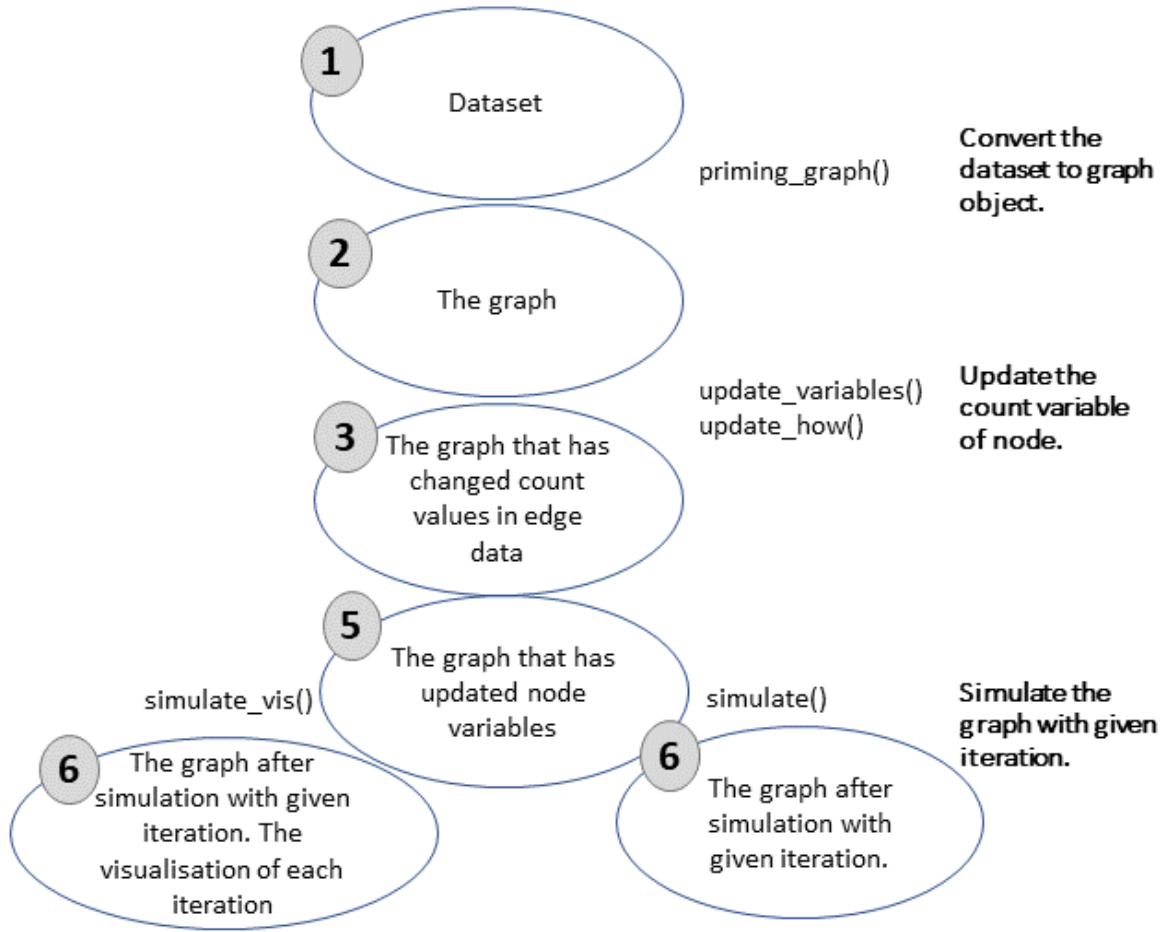 1
Dataset
priming_graph()
Convert the
dataset to graph
object.
2
The graph
update_variables()
update_how()
Update the
count variable
of node.
3
The graph that has
changed count
values in edge
data
5
The graph that has
updated node
variables
simulate_vis()
simulate()
Simulate the
graph with given
iteration.
6
The graph after
simulation with given
iteration. The
visualisation of each
iteration
6
The graph after
simulation with
given iteration.